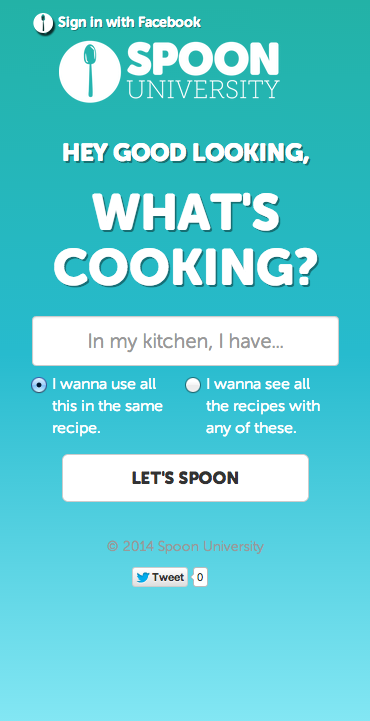 Sign in with Facebook
SPOON
UNIVERSITY
HEY GOOD LOOKING,
WHAT'S
COOKING?
In my kitchen, I have...
I wanna use all
this in the same
recipe.
I wanna see all
the recipes with
any of these.
LET'S SPOON
© 2014 Spoon University
Tweet 0